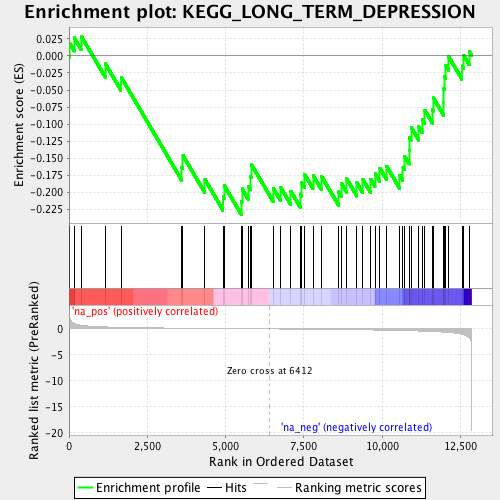 Enrichment plot: KEGG_LONG_TERM_DEPRESSION
Enrichment score (ES)
0.025
0.000
-0.025
-0.050
-0.075
-0.100
-0.125
-0.150
-0.175
-0.200
-0.225
'na_pos' (positively correlated)
Ranked list metric (PreRanked)
0
-5
-10
-15
-20
Zero cross at 6412
'na_neg' (negatively correlated)
0 2,500 5,000 7,500 10,000 12,500
Rank in Ordered Dataset
Enrichment profile Hits Ranking metric scores